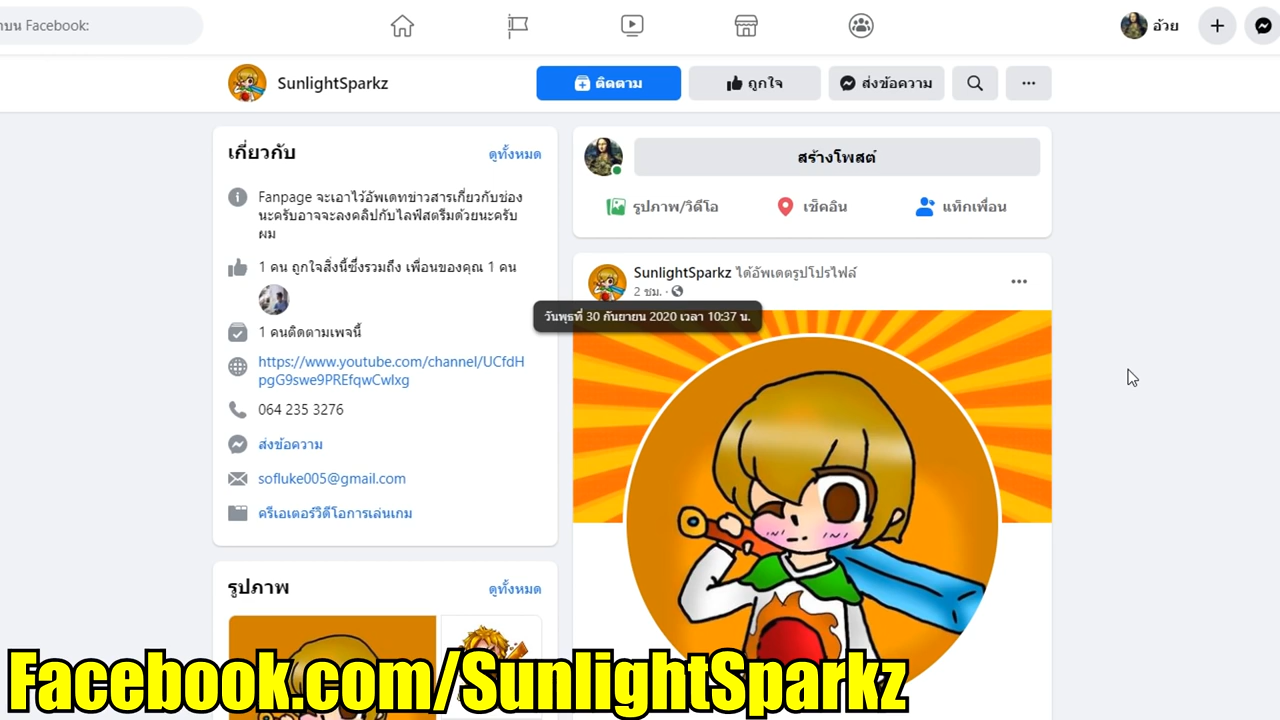 าบน Facebook:
อ้วย
SunlightSparkz
ติดตาม
ถูกใจ
ส่งข้อความ
เกี่ยวกับ
ดูทั้งหมด
Fanpage จะเอาไว้อัพเดทข่าวสารเกี่ยวกับช่อง
นะครับอาจจะลงคลิปกับไลฟ์สตรีมด้วยนะครับ
ผม
1 คน ถูกใจสิ่งนี้ซึ่งรวมถึง เพื่อนของคุณ 1 คน
1 คนติดตามเพจนี้
https://www.youtube.com/channel/UCfdH
pgG9swe9PREfqwCwlxg
064 235 3276
ส่งข้อความ
sofluke005@gmail.com
ครีเอเตอร์วิดีโอการเล่นเกม
รูปภาพ
ดูทั้งหมด
สร้างโพสต์
รูปภาพ/วิดีโอ
เช็คอิน
แท็กเพื่อน
SunlightSparkz ได้อัพเดตรูปโปรไฟล์
2 ชม. ·
วันพุธที่ 30 กันยายน 2020 เวลา 10:37 น.
Facebook.com/SunlightSparkz